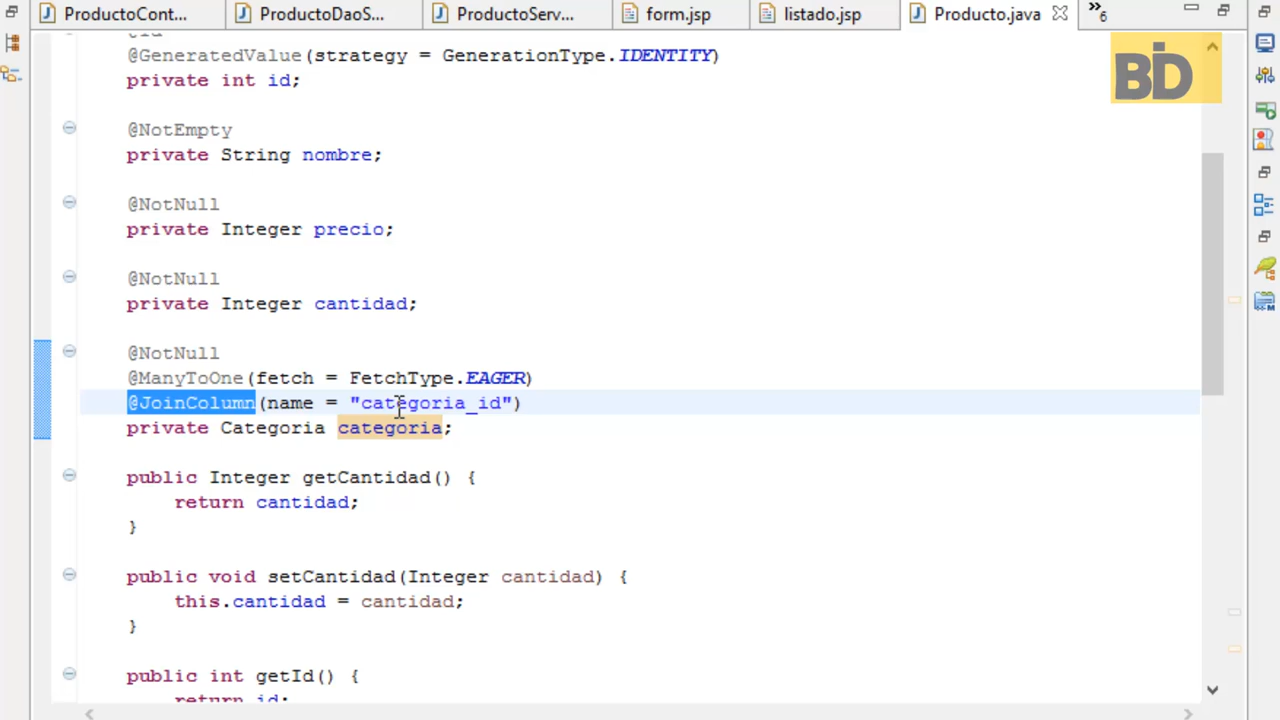 ProductoCont... ProductoDaoS... ProductoServ... form.jsp listado.jsp Producto.java »6
BD
@GeneratedValue(strategy = GenerationType.IDENTITY)
private int id;
@NotEmpty
private String nombre;
@NotNull
private Integer precio;
@NotNull
private Integer cantidad;
@NotNull
@ManyToOne(fetch = FetchType.EAGER)
@JoinColumn(name = "categoria_id")
private Categoria categoria;
public Integer getCantidad() {
return cantidad;
}
public void setCantidad(Integer cantidad) {
this.cantidad = cantidad;
}
public int getId() {
return id;